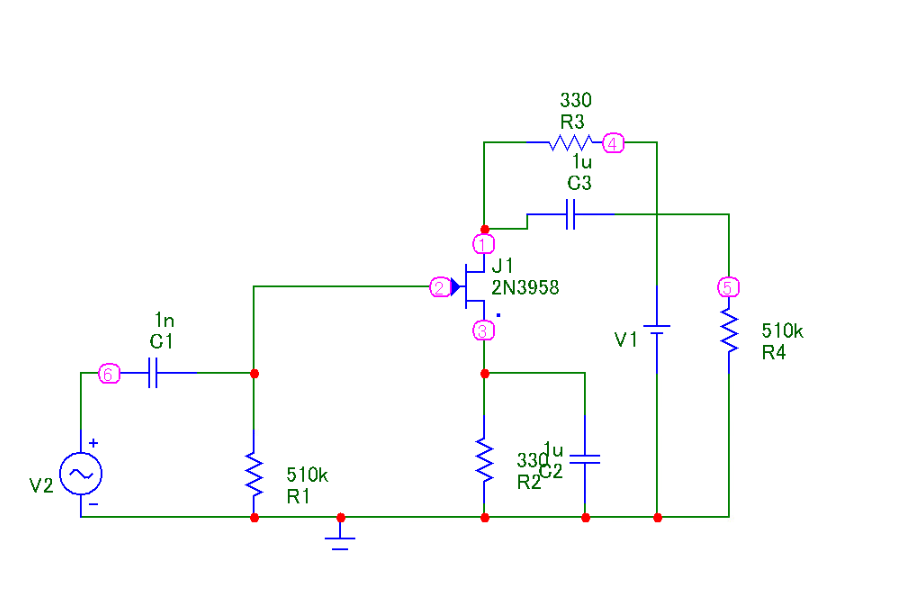 330
R3
4
1u
C3
1
J1
2N3958
2
5
3
1n
C1
V1
510k
R4
6
+
V2
−
510k
R1
1u
C2
330
R2